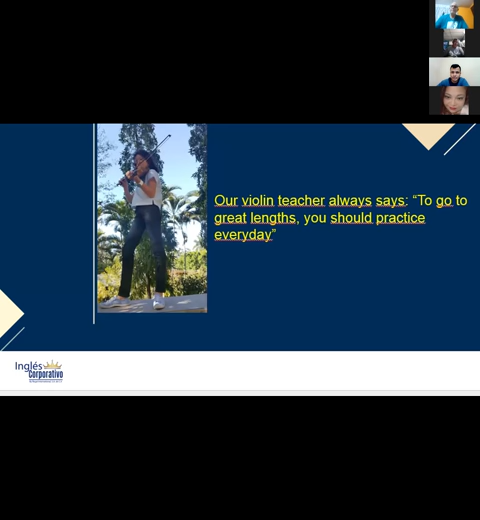 Our violin teacher always says: “To go to
great lengths, you should practice
everyday”
Inglés
Corporativo